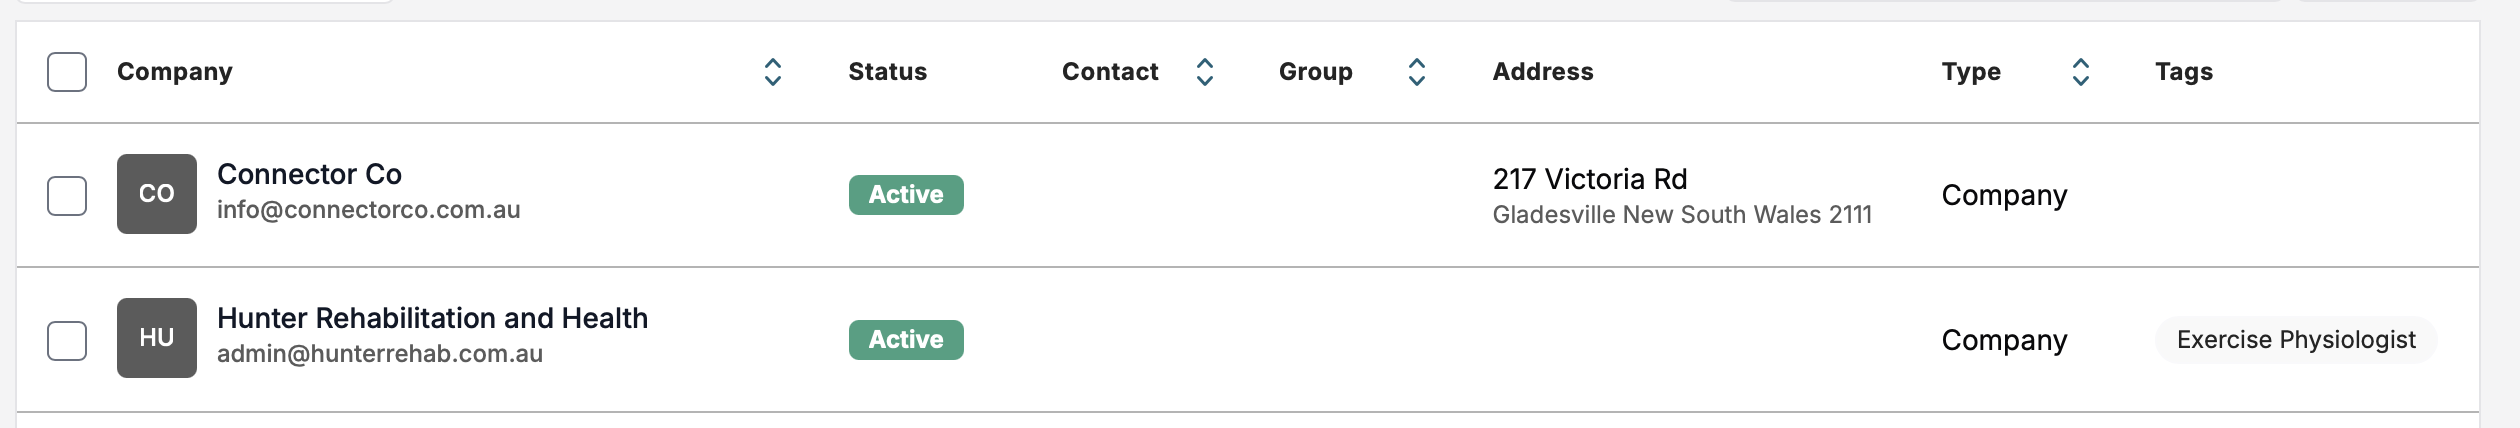 Company Status Contact Group Address Type Tags
CO
Connector Co
info@connectorco.com.au
Active
217 Victoria Rd
Gladesville New South Wales 2111
Company
HU
Hunter Rehabilitation and Health
admin@hunterrehab.com.au
Active
Company
Exercise Physiologist